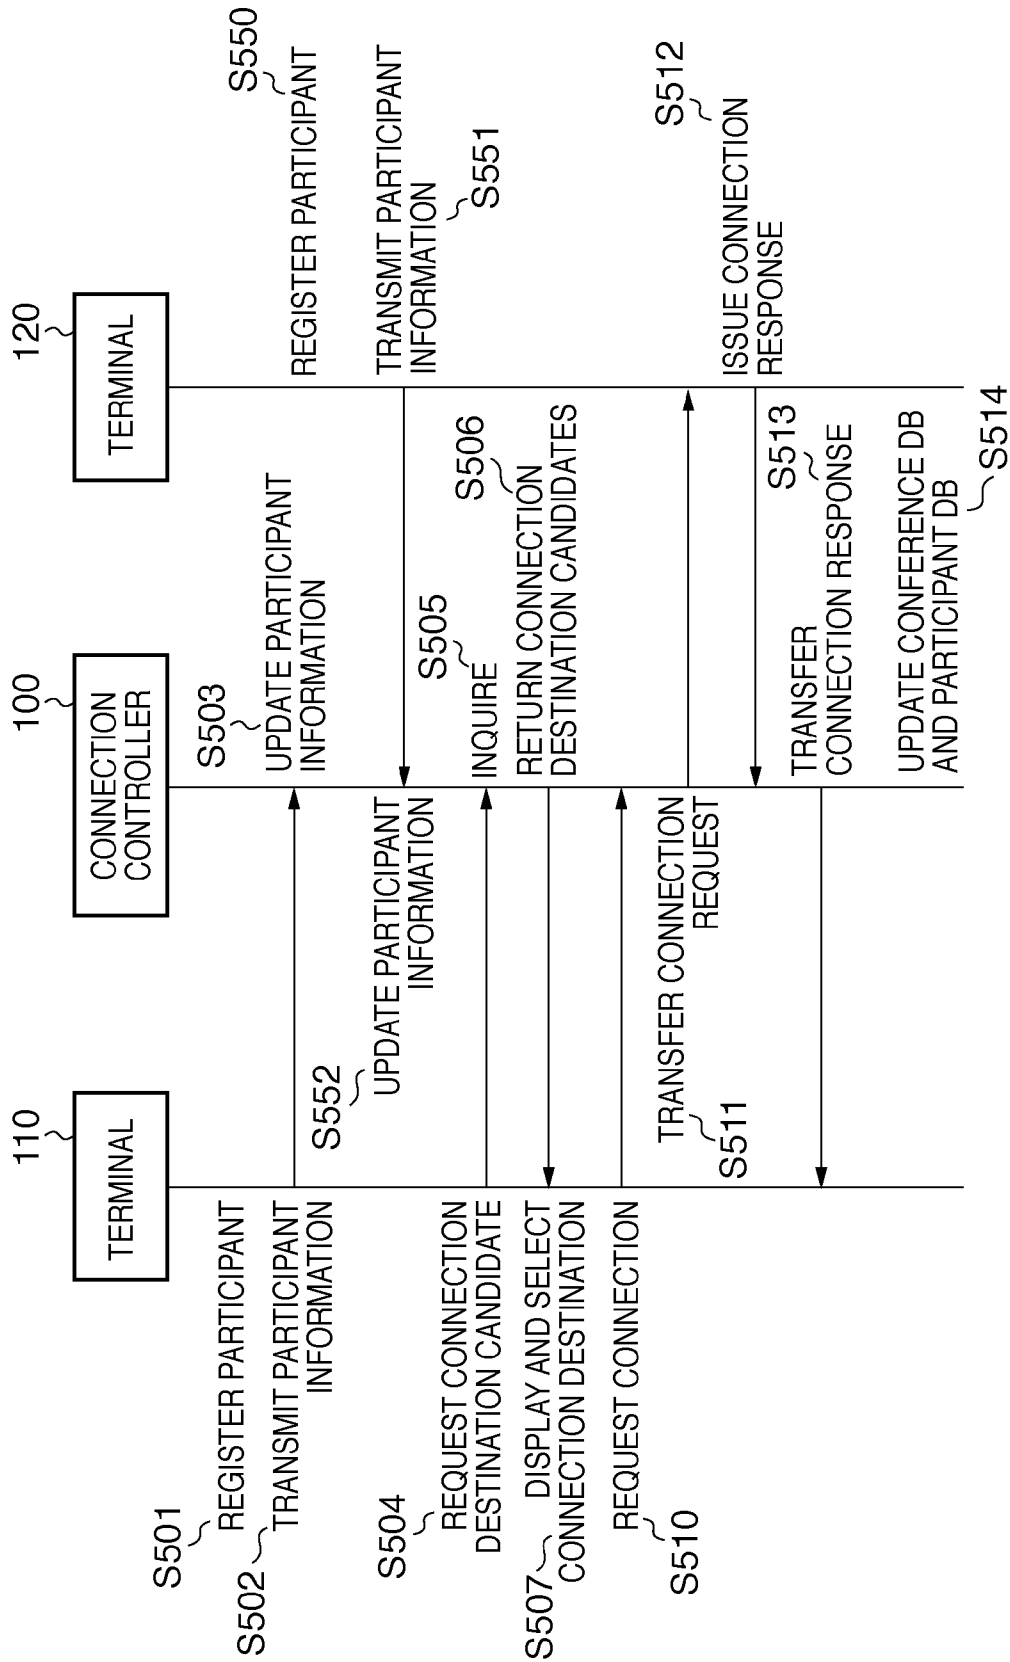 110
TERMINAL
100
CONNECTION
CONTROLLER
120
TERMINAL
S501
REGISTER PARTICIPANT
S502
TRANSMIT PARTICIPANT
INFORMATION
S503
UPDATE PARTICIPANT
INFORMATION
S550
REGISTER PARTICIPANT
TRANSMIT PARTICIPANT
INFORMATION
S551
S552
UPDATE PARTICIPANT
INFORMATION
S504
REQUEST CONNECTION
DESTINATION CANDIDATE
S505
INQUIRE
S506
RETURN CONNECTION
DESTINATION CANDIDATES
DISPLAY AND SELECT
CONNECTION DESTINATION
S507
REQUEST CONNECTION
S510
TRANSFER CONNECTION
REQUEST
S511
S512
ISSUE CONNECTION
RESPONSE
S513
TRANSFER
CONNECTION RESPONSE
UPDATE CONFERENCE DB
AND PARTICIPANT DB
S514